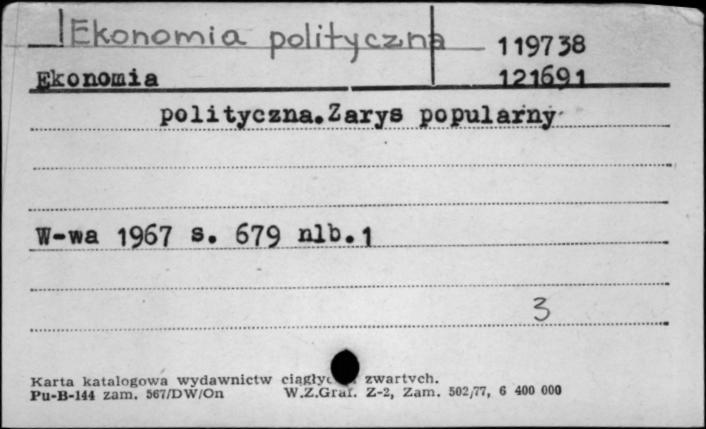 Ekonomia polityczna 119738
Ekonomia 121691
polityczna.Zarys popularny
W-wa 1967 s. 679 nlb.1
3
Karta katalogowa wydawnictw zwartych.
Pu-B-144 zam. 567/DW/On W.Z.Graf. Z-2, Zam. 502/77, 6 400 000